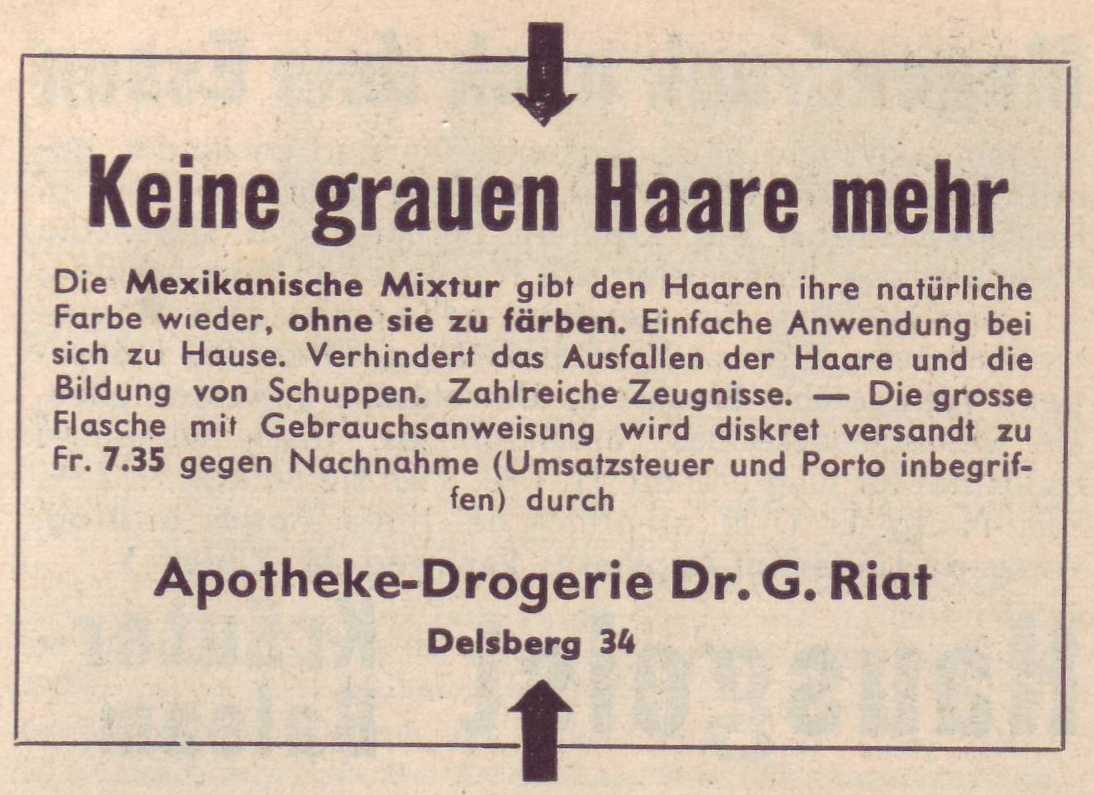 Keine grauen Haare mehr
Die Mexikanische Mixtur gibt den Haaren ihre natürliche
Farbe wieder, ohne sie zu färben. Einfache Anwendung bei
sich zu Hause. Verhindert das Ausfallen der Haare und die
Bildung von Schuppen. Zahlreiche Zeugnisse. — Die grosse
Flasche mit Gebrauchsanweisung wird diskret versandt zu
Fr. 7.35 gegen Nachnahme (Umsatzsteuer und Porto inbegrif-
fen) durch
Apotheke-Drogerie Dr. G. Riat
Delsberg 34